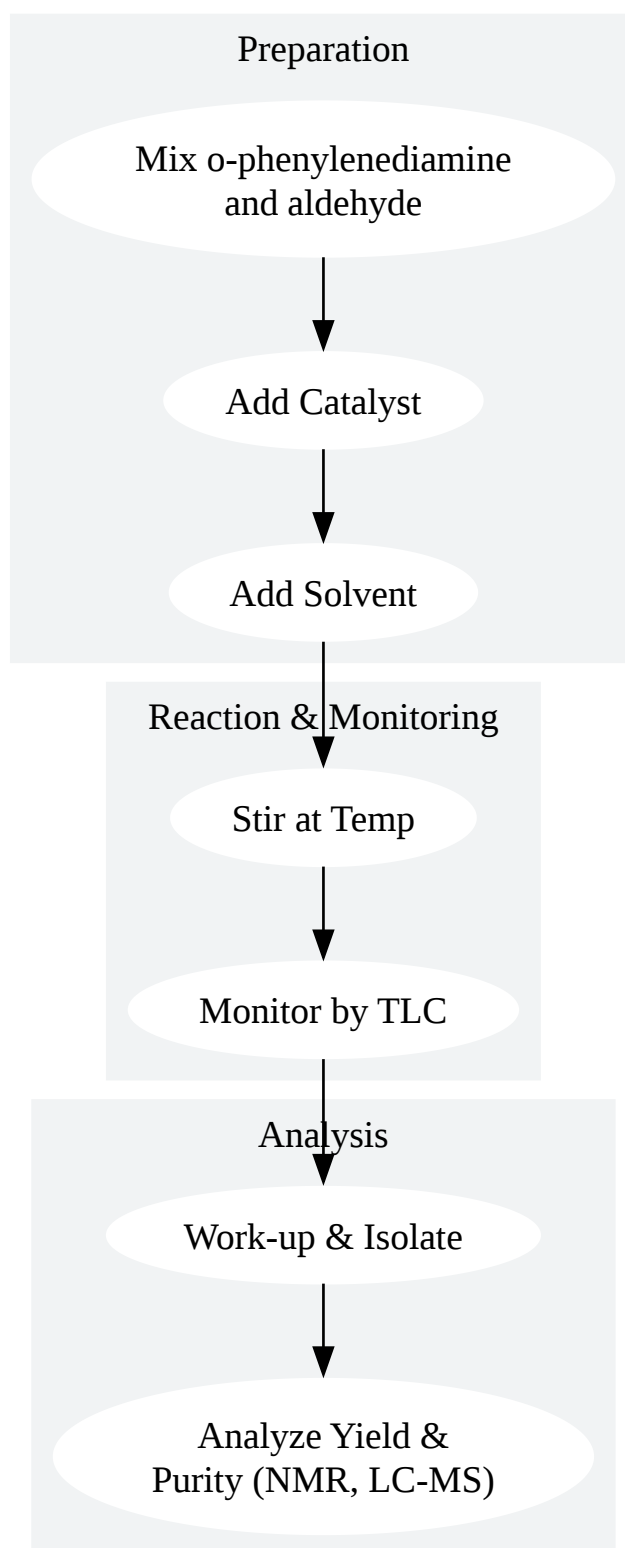 Preparation
Mix o-phenylenediamine
and aldehyde
Add Catalyst
Add Solvent
Reaction & Monitoring
Stir at Temp
Monitor by TLC
Analysis
Work-up & Isolate
Analyze Yield &
Purity (NMR, LC-MS)